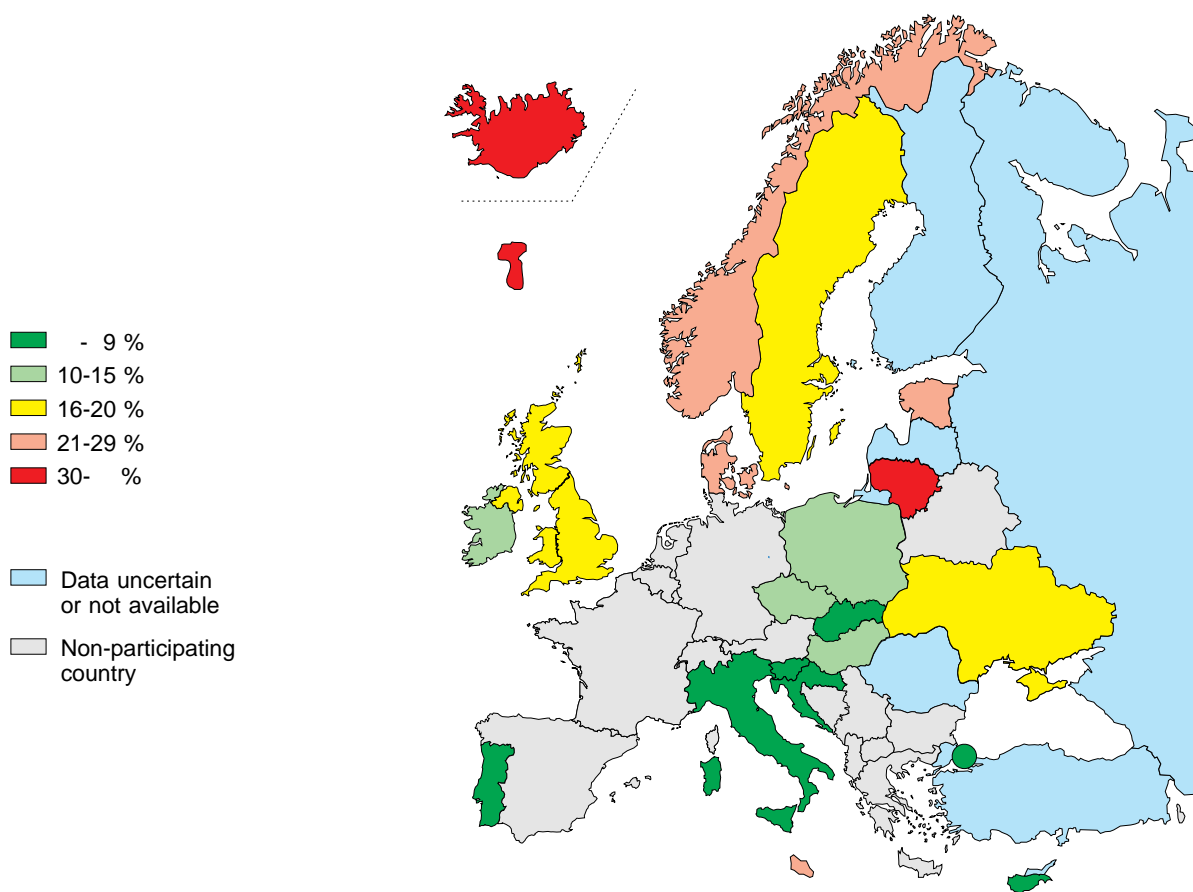 - 9 %
10-15 %
16-20 %
21-29 %
30- %
Data uncertain
or not available
Non-participating
country